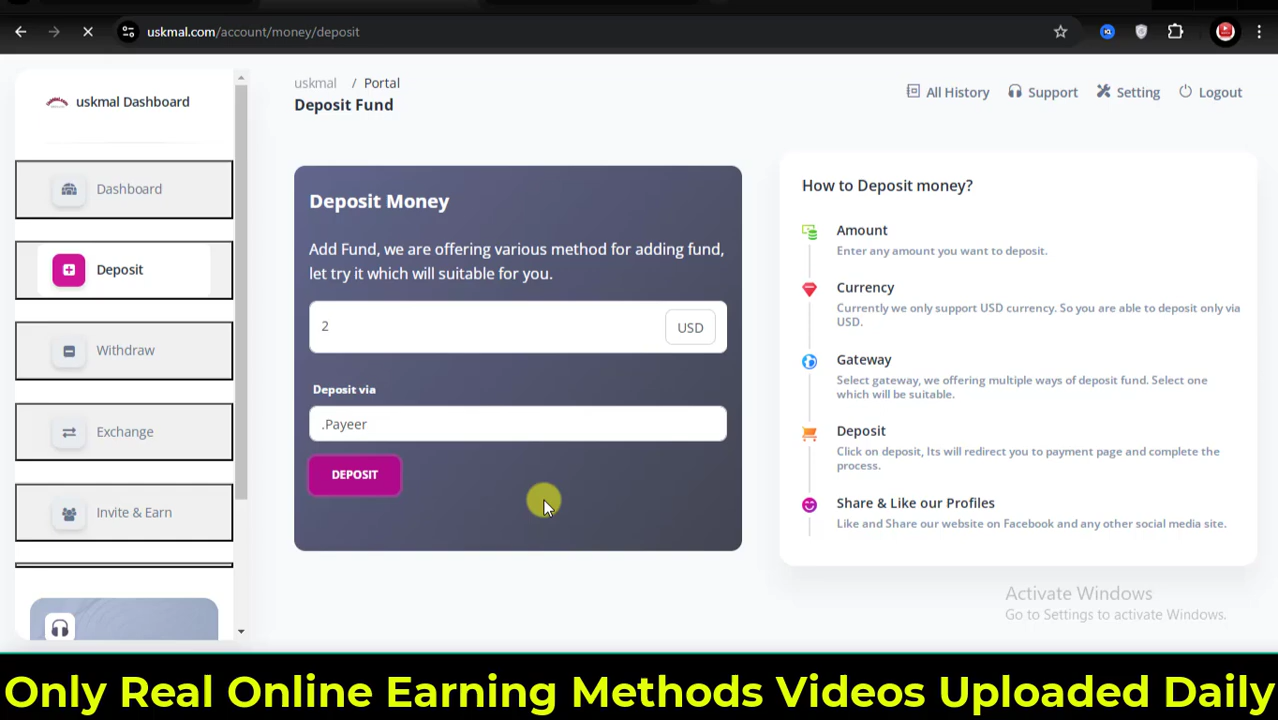 uskmal.com/account/money/deposit
uskmal Dashboard
Dashboard
Deposit
Withdraw
Exchange
Invite & Earn
uskmal / Portal
Deposit Fund
All History
Support
Setting
Logout
Deposit Money
Add Fund, we are offering various method for adding fund,
let try it which will suitable for you.
2
USD
Deposit via
.Payeer
DEPOSIT
How to Deposit money?
Amount
Enter any amount you want to deposit.
Currency
Currently we only support USD currency. So you are able to deposit only via
USD.
Gateway
Select gateway, we offering multiple ways of deposit fund. Select one
which will be suitable.
Deposit
Click on deposit, Its will redirect you to payment page and complete the
process.
Share & Like our Profiles
Like and Share our website on Facebook and any other social media site.
Activate Windows
Go to Settings to activate Windows.
Only Real Online Earning Methods Videos Uploaded Daily